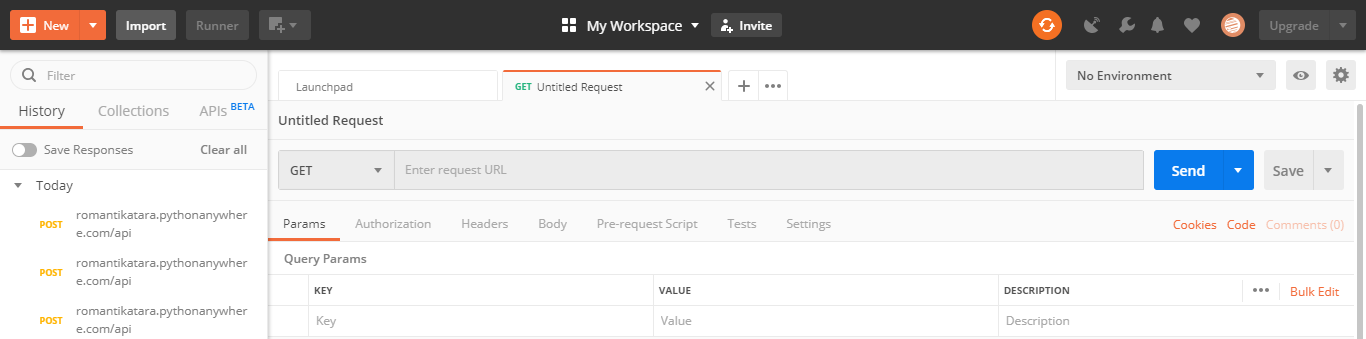 New
Import
Runner
My Workspace
Invite
Upgrade
Filter
History
Collections
APIs BETA
Save Responses
Clear all
Today
POST romantikatara.pythonanywher
e.com/api
POST romantikatara.pythonanywher
e.com/api
POST romantikatara.pythonanywher
e.com/api
Launchpad
GET Untitled Request
No Environment
Untitled Request
GET
Enter request URL
Send
Save
Params
Authorization
Headers
Body
Pre-request Script
Tests
Settings
Cookies
Code
Comments (0)
Query Params
KEY
VALUE
DESCRIPTION
Bulk Edit
Key
Value
Description